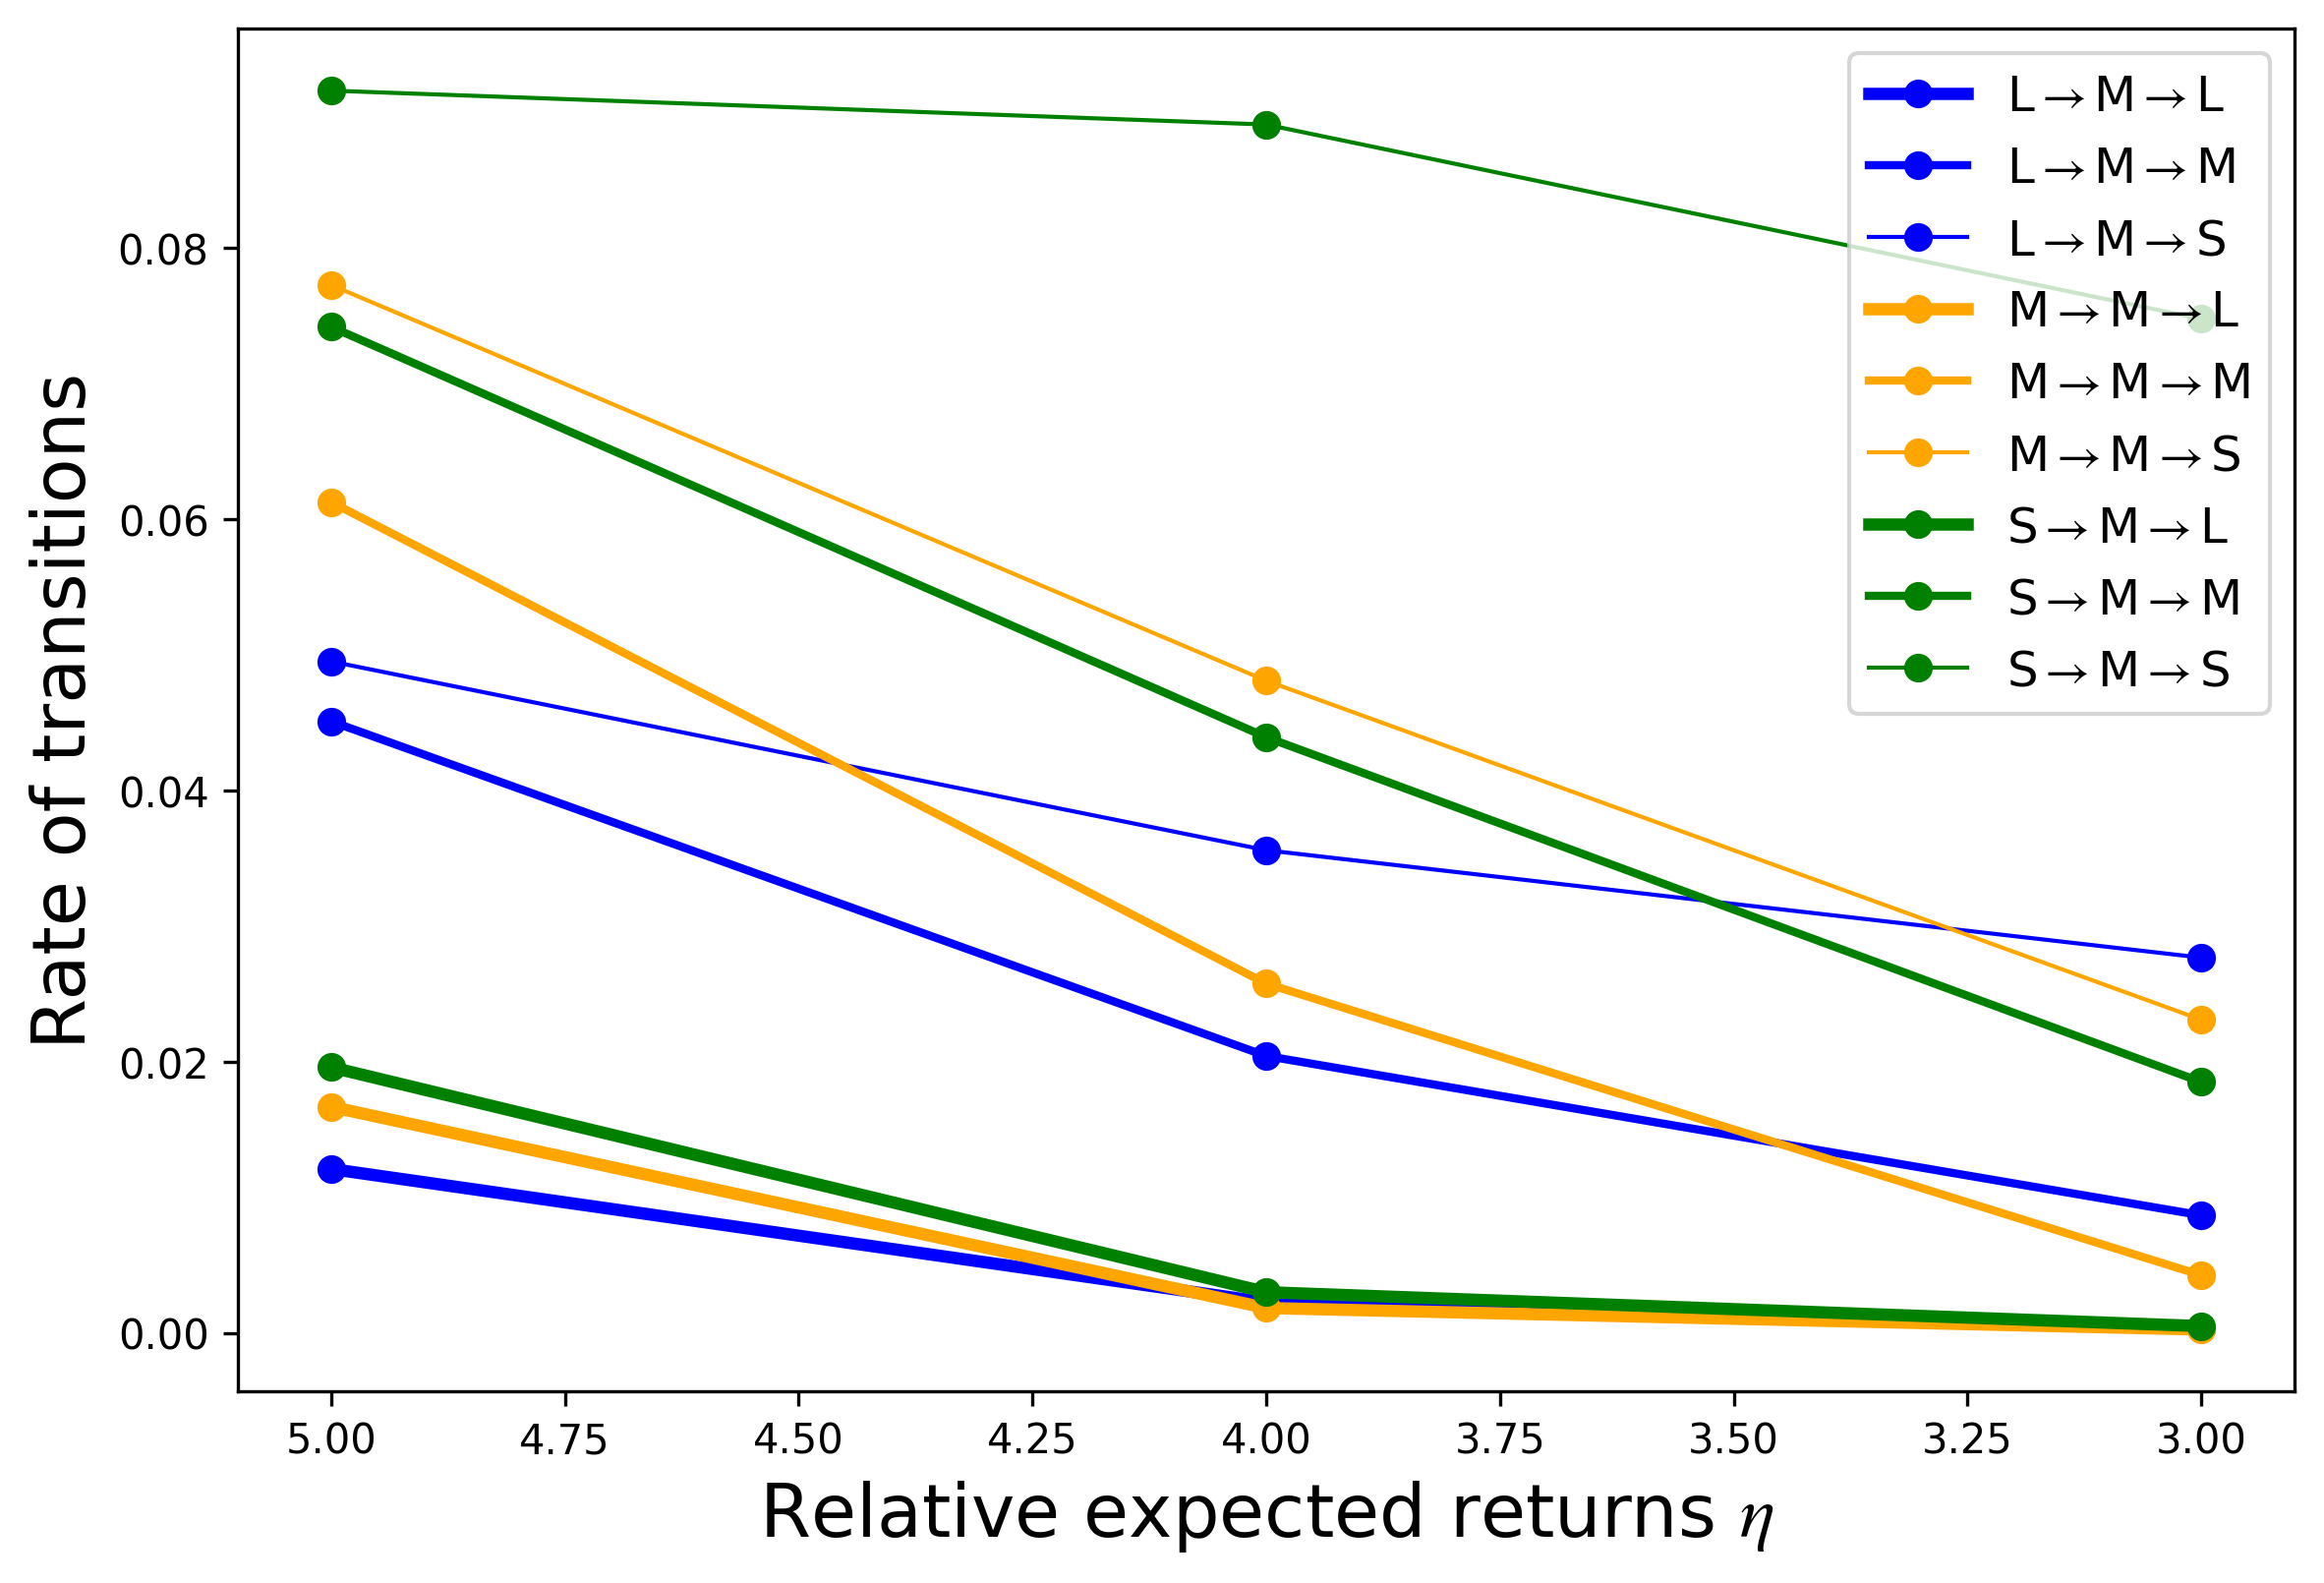 Rate of transitions
0.08
0.06
0.04
0.02
0.00
L→M→L
L→M→M
L→M→S
M→M→L
M→M→M
M→M→S
S→M→L
S→M→M
S→M→S
5.00 4.75 4.50 4.25 4.00 3.75 3.50 3.25 3.00
Relative expected returns η